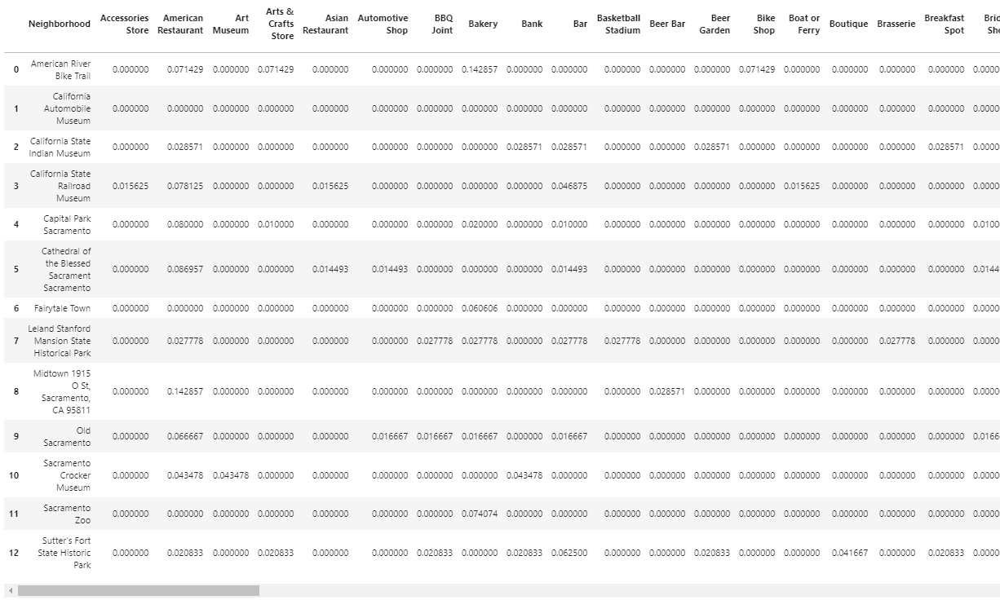 Neighborhood Accessories Store American Restaurant Art Museum Arts & Crafts Store Asian Restaurant Automotive Shop BBQ Joint Bakery Bank Bar Basketball Stadium Beer Bar Beer Garden Bike Shop Boat or Ferry Boutique Brasserie Breakfast Spot
0 American River Bike Trail 0.000000 0.071429 0.000000 0.071429 0.000000 0.000000 0.000000 0.142857 0.000000 0.000000 0.000000 0.000000 0.000000 0.071429 0.000000 0.000000 0.000000 0.000000 0.0000
1 California Automobile Museum 0.000000 0.000000 0.000000 0.000000 0.000000 0.000000 0.000000 0.000000 0.000000 0.000000 0.000000 0.000000 0.000000 0.000000 0.000000 0.000000 0.000000 0.000000 0.0000
2 California State Indian Museum 0.000000 0.028571 0.000000 0.000000 0.000000 0.000000 0.000000 0.000000 0.028571 0.028571 0.000000 0.000000 0.028571 0.000000 0.000000 0.000000 0.000000 0.028571 0.0000
3 California State Railroad Museum 0.015625 0.078125 0.000000 0.000000 0.015625 0.000000 0.000000 0.000000 0.000000 0.046875 0.000000 0.000000 0.000000 0.000000 0.015625 0.000000 0.000000 0.000000 0.0000
4 Capital Park Sacramento 0.000000 0.080000 0.000000 0.010000 0.000000 0.000000 0.000000 0.020000 0.000000 0.010000 0.000000 0.000000 0.000000 0.000000 0.000000 0.000000 0.000000 0.000000 0.0100
5 Cathedral of the Blessed Sacrament Sacramento 0.000000 0.086957 0.000000 0.000000 0.014493 0.014493 0.000000 0.000000 0.000000 0.014493 0.000000 0.000000 0.000000 0.000000 0.000000 0.000000 0.000000 0.000000 0.0144
6 Fairytale Town 0.000000 0.000000 0.000000 0.000000 0.000000 0.000000 0.000000 0.060606 0.000000 0.000000 0.000000 0.000000 0.000000 0.000000 0.000000 0.000000 0.000000 0.000000 0.0000
7 Leland Stanford Mansion State Historical Park 0.000000 0.027778 0.000000 0.000000 0.000000 0.000000 0.027778 0.027778 0.000000 0.027778 0.027778 0.000000 0.000000 0.000000 0.000000 0.000000 0.027778 0.000000 0.0000
8 Midtown 1915 O St, Sacramento, CA 95811 0.000000 0.142857 0.000000 0.000000 0.000000 0.000000 0.000000 0.000000 0.000000 0.000000 0.000000 0.028571 0.000000 0.000000 0.000000 0.000000 0.000000 0.000000 0.0000
9 Old Sacramento 0.000000 0.066667 0.000000 0.000000 0.000000 0.016667 0.016667 0.016667 0.000000 0.016667 0.000000 0.000000 0.000000 0.000000 0.000000 0.000000 0.000000 0.000000 0.0166
10 Sacramento Crocker Museum 0.000000 0.043478 0.043478 0.000000 0.000000 0.000000 0.000000 0.000000 0.043478 0.000000 0.000000 0.000000 0.000000 0.000000 0.000000 0.000000 0.000000 0.000000 0.0000
11 Sacramento Zoo 0.000000 0.000000 0.000000 0.000000 0.000000 0.000000 0.000000 0.074074 0.000000 0.000000 0.000000 0.000000 0.000000 0.000000 0.000000 0.000000 0.000000 0.000000 0.0000
12 Sutter's Fort State Historic Park 0.000000 0.020833 0.000000 0.020833 0.000000 0.000000 0.020833 0.000000 0.020833 0.062500 0.000000 0.000000 0.020833 0.000000 0.000000 0.041667 0.000000 0.020833 0.0000